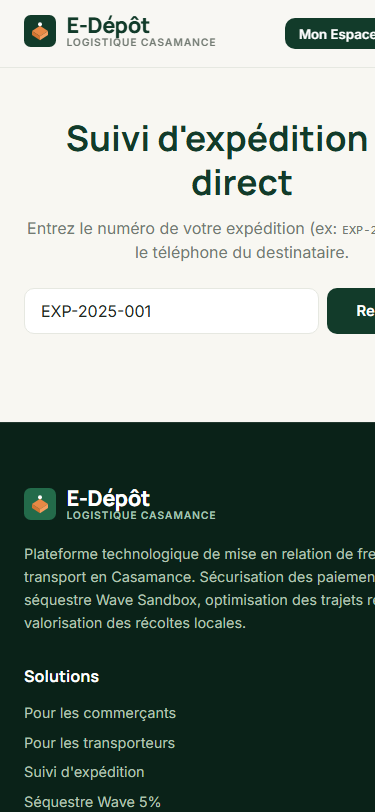 E-Dépôt
LOGISTIQUE CASAMANCE
Mon Espace
Suivi d'expédition
direct
Entrez le numéro de votre expédition (ex: EXP-2
le téléphone du destinataire.
EXP-2025-001
Re
E-Dépôt
LOGISTIQUE CASAMANCE
Plateforme technologique de mise en relation de fre
transport en Casamance. Sécurisation des paiemen
séquestre Wave Sandbox, optimisation des trajets re
valorisation des récoltes locales.
Solutions
Pour les commerçants
Pour les transporteurs
Suivi d'expédition
Séquestre Wave 5%